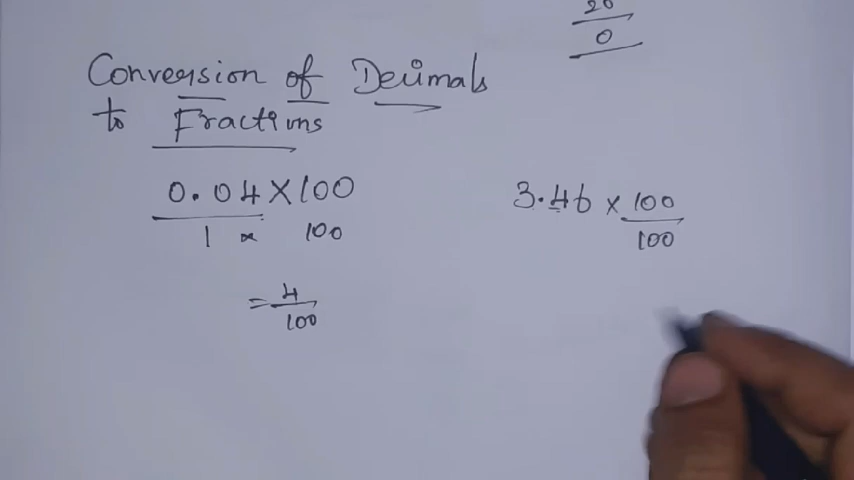 20
0
Conversion of Decimals
to Fractions
0.04 X 100
1 x 100
= 4
100
3.46 x 100
100